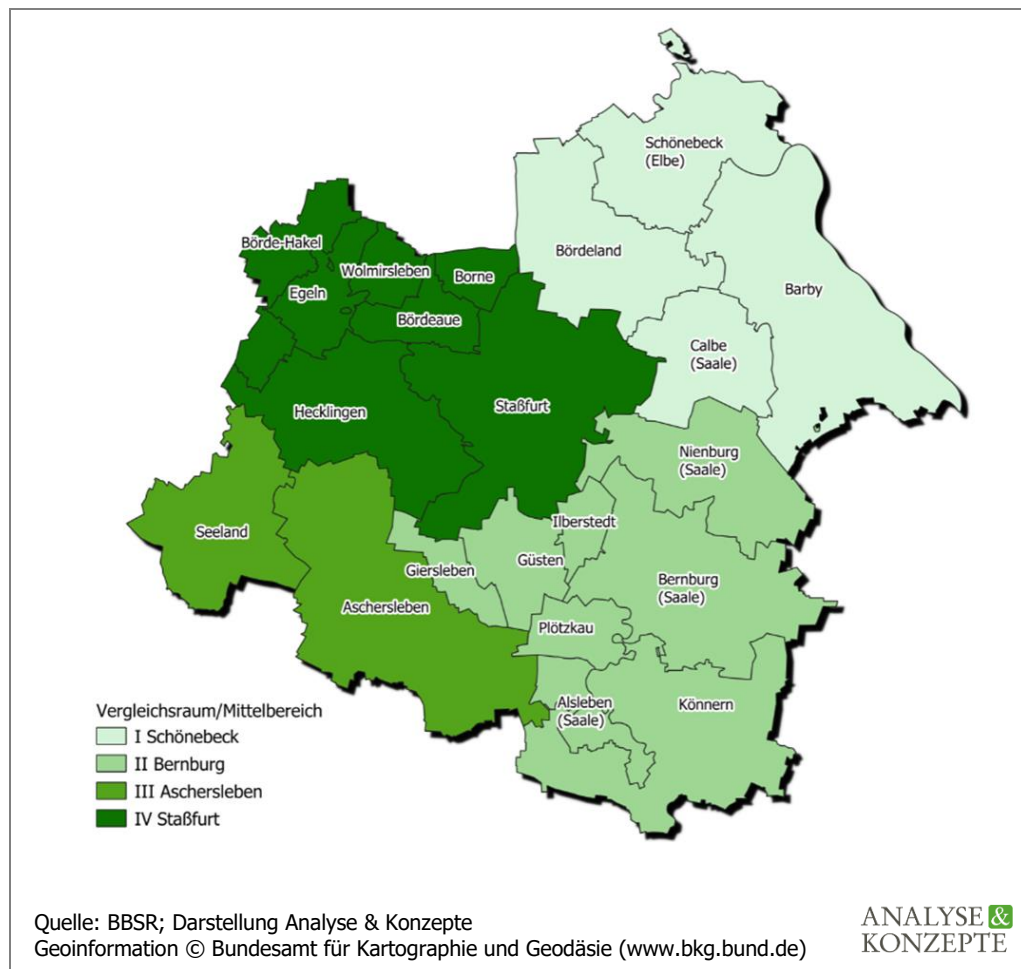 Schönebeck
(Elbe)
Börde-Hakel
Wolmirsleben
Borne
Bördeland
Barby
Egeln
Bördeaue
Calbe
(Saale)
Hecklingen
Staßfurt
Nienburg
(Saale)
Seeland
Ilberstedt
Giersleben
Güsten
Aschersleben
Bernburg
(Saale)
Plötzkau
Alsleben
(Saale)
Könnern
Vergleichsraum/Mittelbereich
I Schönebeck
II Bernburg
III Aschersleben
IV Staßfurt
Quelle: BBSR; Darstellung Analyse & Konzepte
Geoinformation © Bundesamt für Kartographie und Geodäsie (www.bkg.bund.de)
ANALYSE &
KONZEPTE